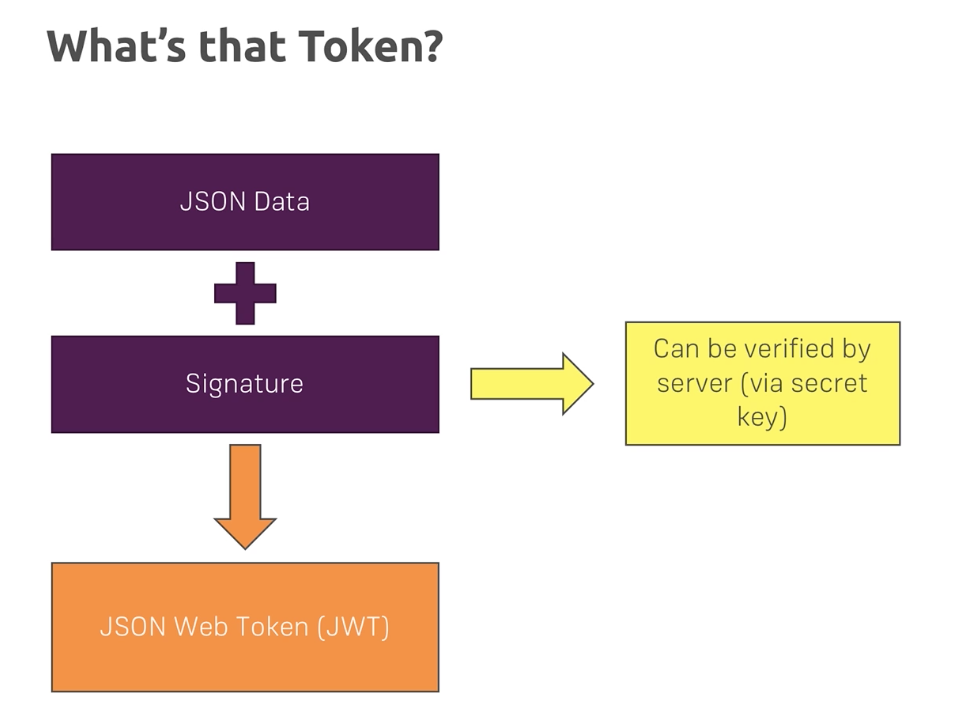 What's that Token?
JSON Data
Signature
Can be verified by
server (via secret
key)
JSON Web Token (JWT)